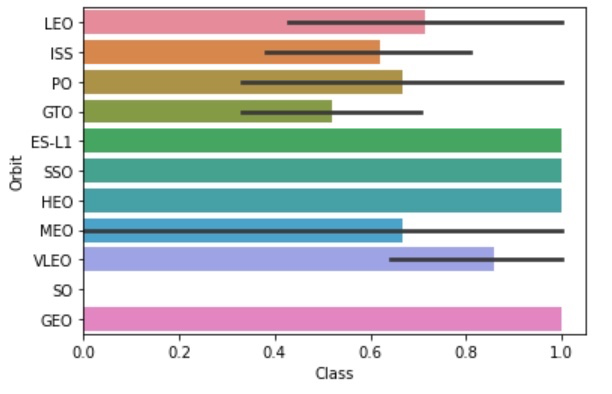 LEO
ISS
PO
GTO
ES-L1
SSO
HEO
MEO
VLEO
SO
GEO
Orbit
0.0 0.2 0.4 0.6 0.8 1.0
Class